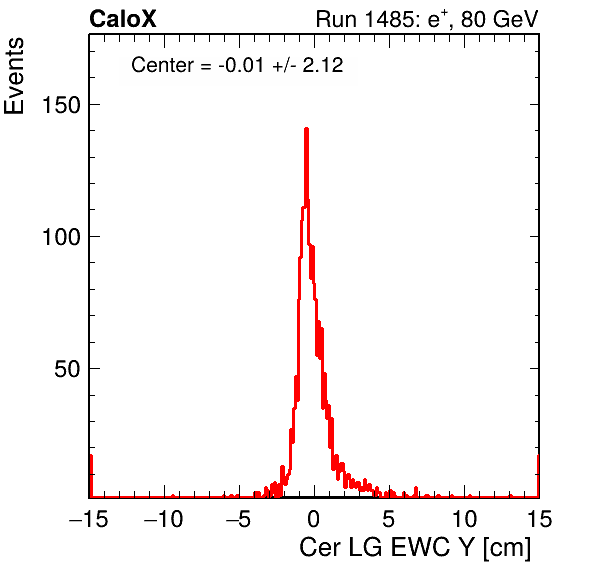 CaloX Run 1485: e⁺, 80 GeV
Center = -0.01 +/- 2.12
Events
150
100
50
−15 −10 −5 0 5 10 15
Cer LG EWC Y [cm]